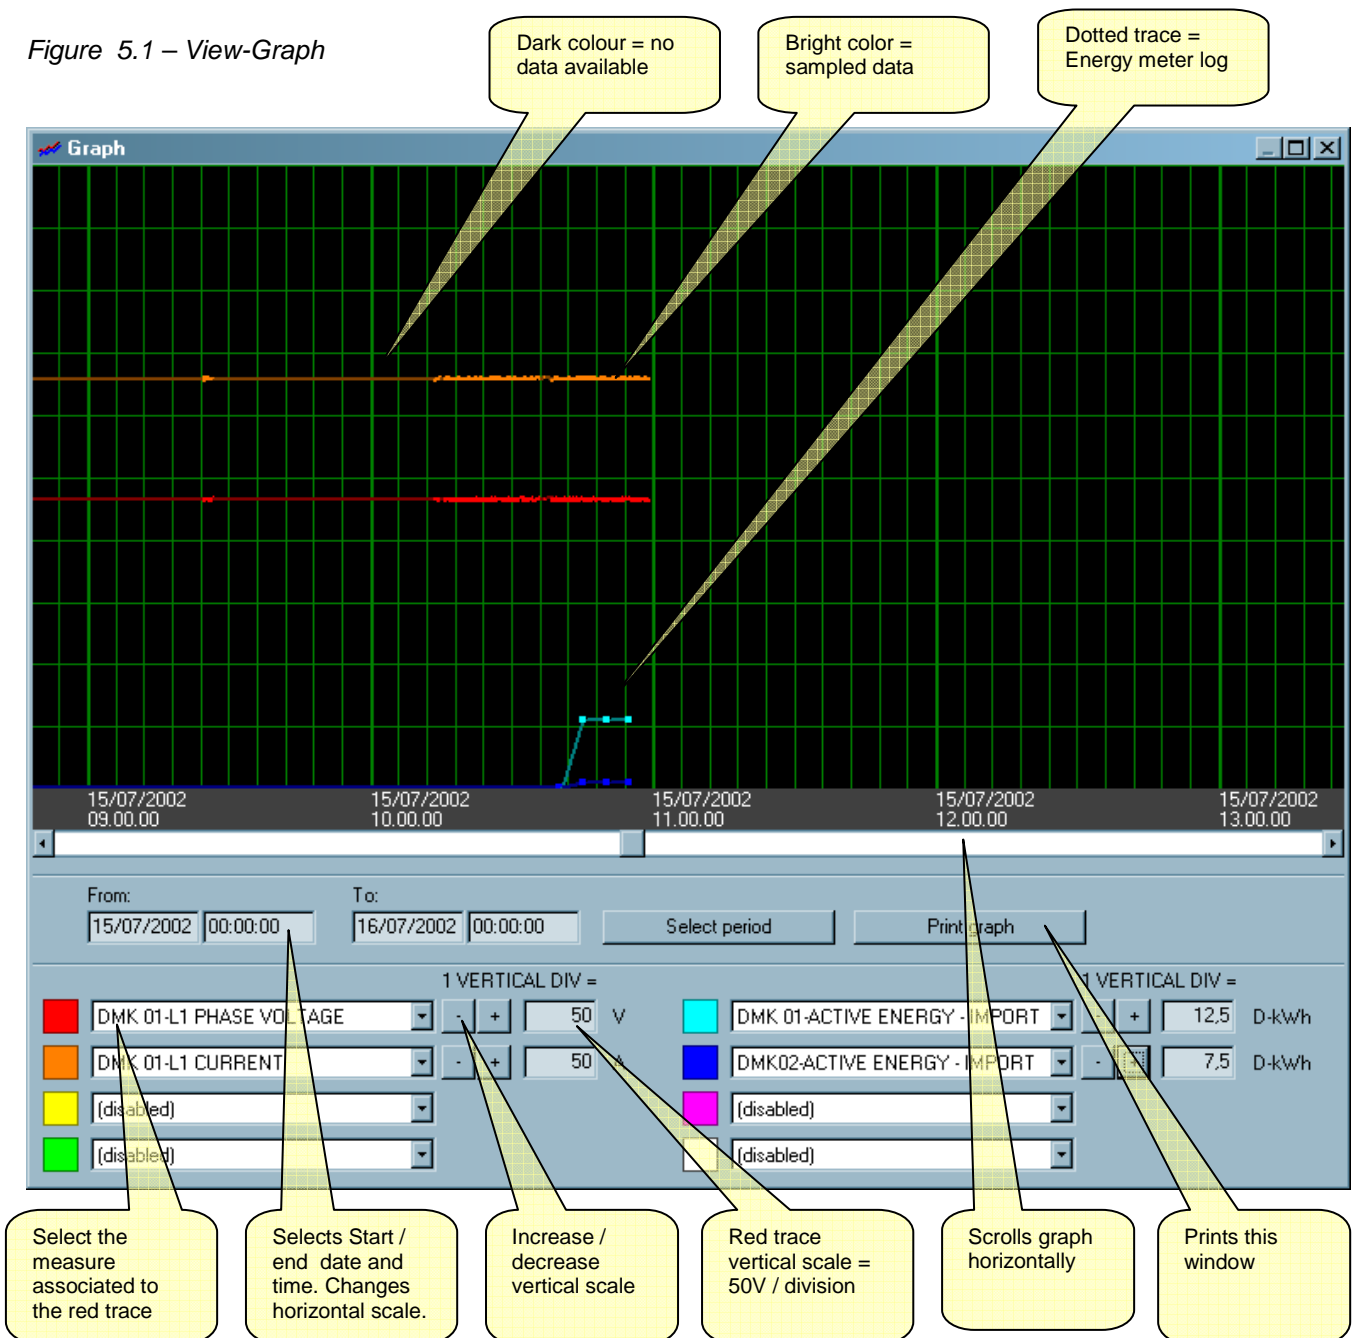 Figure 5.1 – View-Graph
Dark colour = no
data available
Bright color =
sampled data
Dotted trace =
Energy meter log
Graph
15/07/2002
09.00.00
15/07/2002
10.00.00
15/07/2002
11.00.00
15/07/2002
12.00.00
15/07/2002
13.00.00
From:
15/07/2002 00:00:00
To:
16/07/2002 00:00:00
Select period
Print graph
1 VERTICAL DIV =
1 VERTICAL DIV =
DMK 01-L1 PHASE VOLTAGE - + 50 V
DMK 01-ACTIVE ENERGY - IMPORT - + 12,5 D-kWh
DMK 01-L1 CURRENT - + 50 A
DMK02-ACTIVE ENERGY - IMPORT - + 7,5 D-kWh
(disabled)
(disabled)
(disabled)
(disabled)
Select the
measure
associated to
the red trace
Selects Start /
end date and
time. Changes
horizontal scale.
Increase /
decrease
vertical scale
Red trace
vertical scale =
50V / division
Scrolls graph
horizontally
Prints this
window